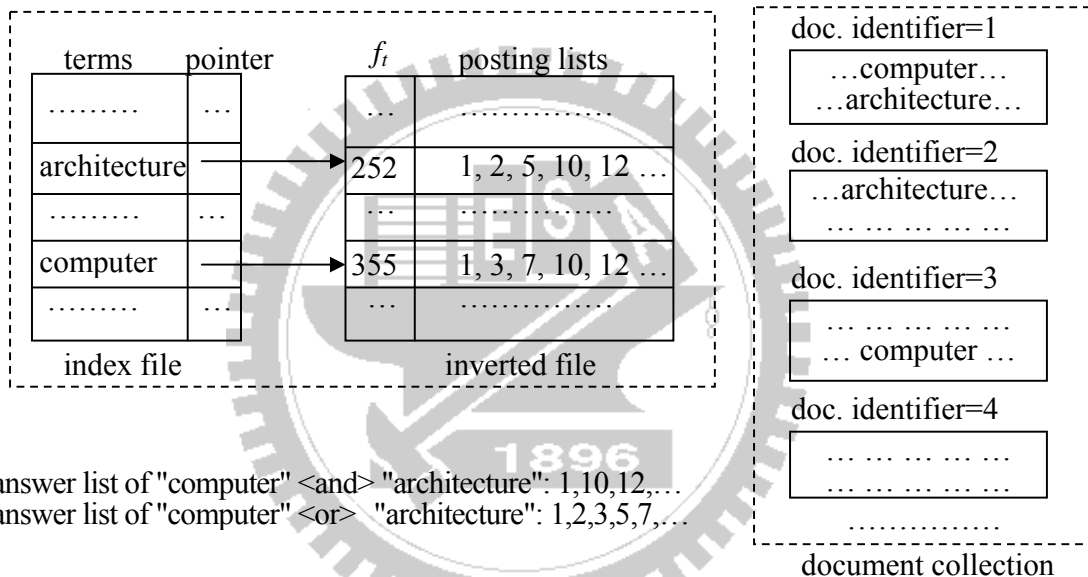 terms pointer
……… …
architecture
……… …
computer
……… …
index file
ft posting lists
… ……………
252 1, 2, 5, 10, 12 …
… ……………
355 1, 3, 7, 10, 12 …
… ……………
inverted file
doc. identifier=1
…computer…
…architecture…
doc. identifier=2
…architecture…
… … … … …
doc. identifier=3
… … … … …
… computer …
doc. identifier=4
… … … … …
… … … … …
……………
document collection
answer list of "computer" <and> "architecture": 1,10,12,…
answer list of "computer" <or> "architecture": 1,2,3,5,7,…
E S A
1896